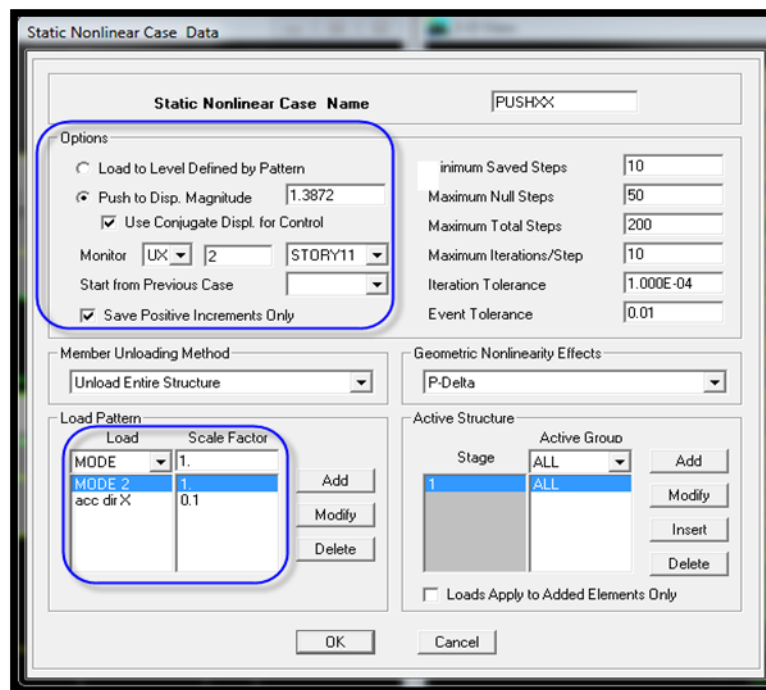 Static Nonlinear Case Data
Static Nonlinear Case Name PUSHXX
Options
Load to Level Defined by Pattern
Push to Disp. Magnitude 1.3872
Use Conjugate Displ. for Control
Monitor UX 2 STORY11
Start from Previous Case
Save Positive Increments Only
inimum Saved Steps 10
Maximum Null Steps 50
Maximum Total Steps 200
Maximum Iterations/Step 10
Iteration Tolerance 1.000E-04
Event Tolerance 0.01
Member Unloading Method
Unload Entire Structure
Geometric Nonlinearity Effects
P-Delta
Load Pattern
Load Scale Factor
MODE 1.
MODE 2 1.
acc dir X 0.1
Add
Modify
Delete
Active Structure
Active Group
Stage ALL
1 ALL
Add
Modify
Insert
Delete
Loads Apply to Added Elements Only
OK Cancel